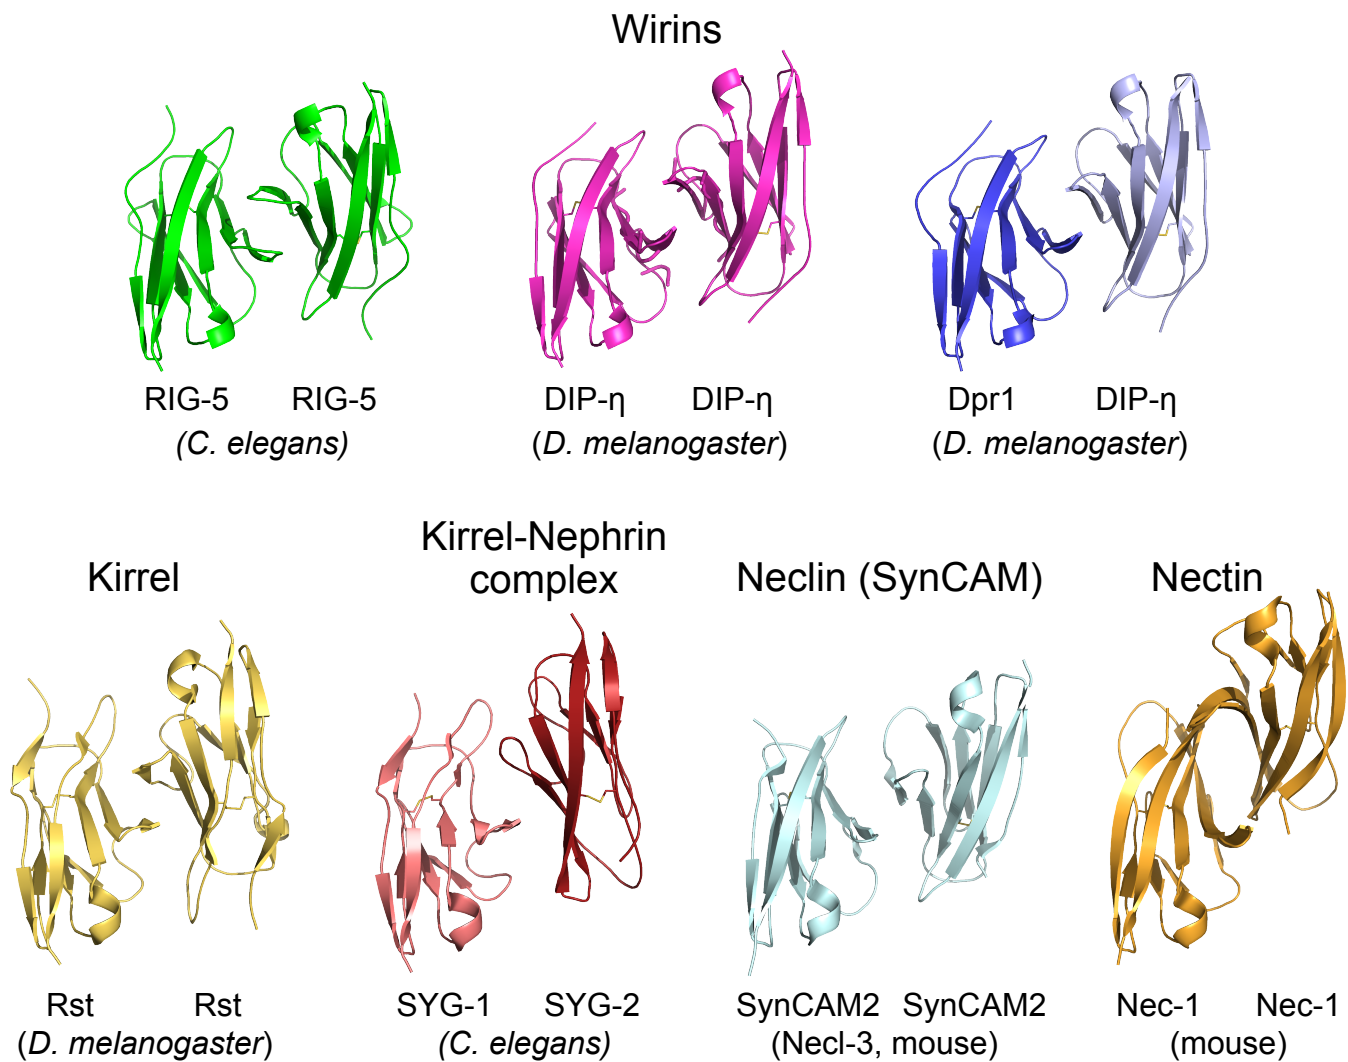 Wirins
RIG-5 RIG-5
(C. elegans)
DIP-η DIP-η
(D. melanogaster)
Dpr1 DIP-η
(D. melanogaster)
Kirrel
Rst Rst
(D. melanogaster)
Kirrel-Nephrin
complex
SYG-1 SYG-2
(C. elegans)
Neclin (SynCAM)
SynCAM2 SynCAM2
(Necl-3, mouse)
Nectin
Nec-1 Nec-1
(mouse)